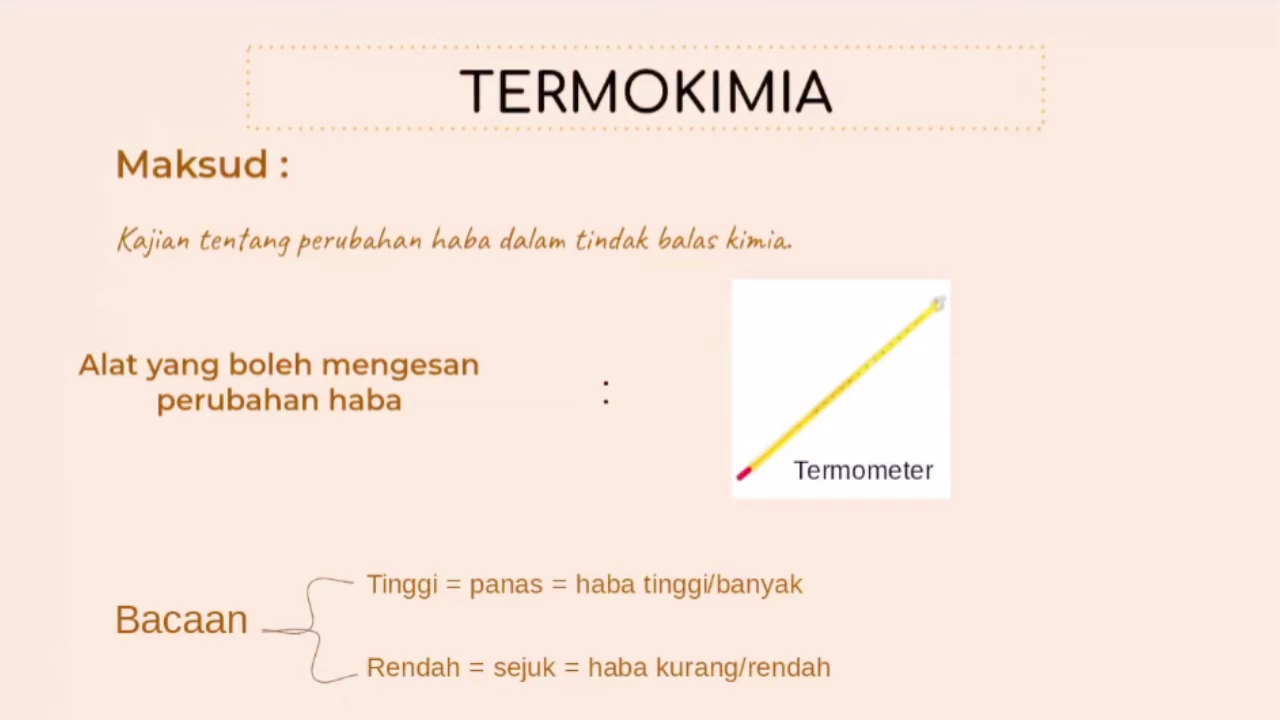 TERMOKIMIA
Maksud :
Kajian tentang perubahan haba dalam tindak balas kimia.
Alat yang boleh mengesan
perubahan haba
:
Termometer
Bacaan
Tinggi = panas = haba tinggi/banyak
Rendah = sejuk = haba kurang/rendah